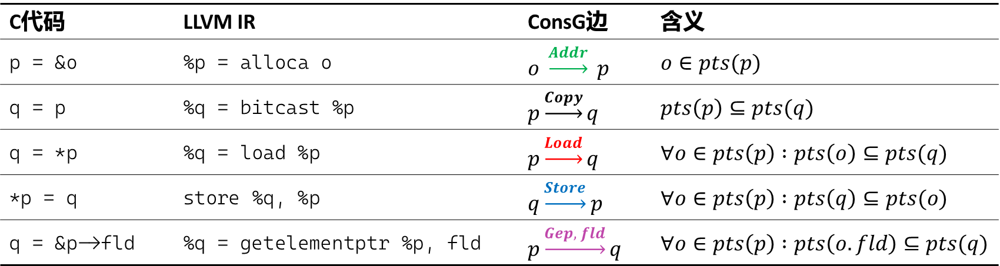 C代码 LLVM IR ConsG边 含义
p = &o %p = alloca o o Addr⟶ p o ∈ pts(p)
q = p %q = bitcast %p p Copy⟶ q pts(p) ⊆ pts(q)
q = *p %q = load %p p Load⟶ q ∀o ∈ pts(p) : pts(o) ⊆ pts(q)
*p = q store %q, %p q Store⟶ p ∀o ∈ pts(p) : pts(q) ⊆ pts(o)
q = &p→fld %q = getelementptr %p, fld p Gep, fld⟶ q ∀o ∈ pts(p) : pts(o.fld) ⊆ pts(q)